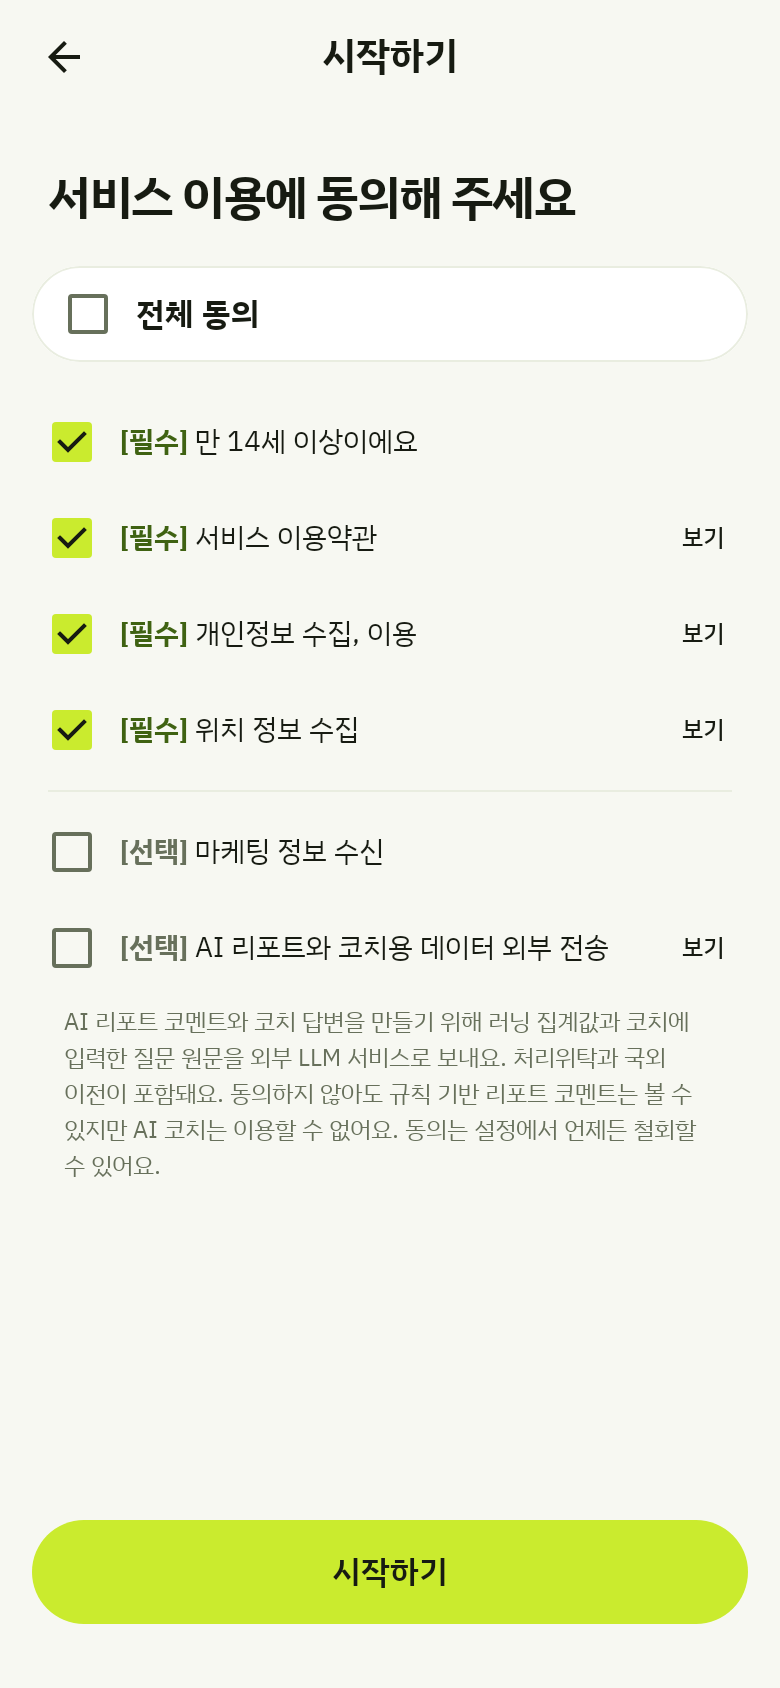 시작하기
서비스 이용에 동의해 주세요
전체 동의
[필수] 만 14세 이상이에요
[필수] 서비스 이용약관 보기
[필수] 개인정보 수집, 이용 보기
[필수] 위치 정보 수집 보기
[선택] 마케팅 정보 수신
[선택] AI 리포트와 코치용 데이터 외부 전송 보기
AI 리포트 코멘트와 코치 답변을 만들기 위해 러닝 집계값과 코치에
입력한 질문 원문을 외부 LLM 서비스로 보내요. 처리위탁과 국외
이전이 포함돼요. 동의하지 않아도 규칙 기반 리포트 코멘트는 볼 수
있지만 AI 코치는 이용할 수 없어요. 동의는 설정에서 언제든 철회할
수 있어요.
시작하기